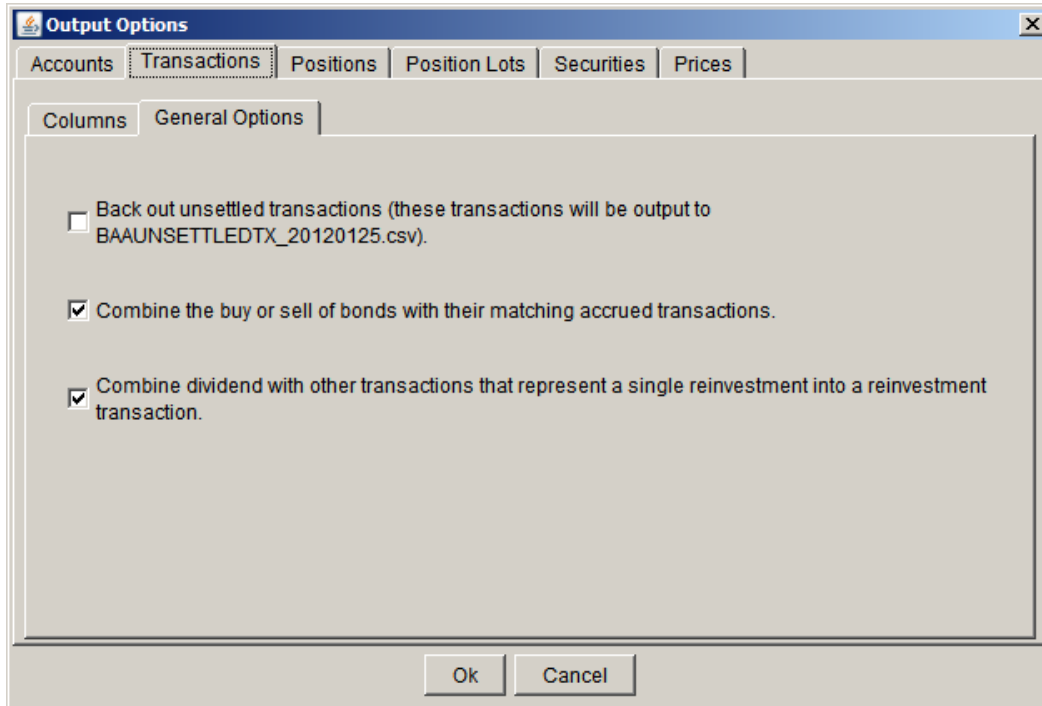 Output Options
Accounts Transactions Positions Position Lots Securities Prices
Columns General Options
Back out unsettled transactions (these transactions will be output to
BAAUNSETTLEDTX_20120125.csv).
Combine the buy or sell of bonds with their matching accrued transactions.
Combine dividend with other transactions that represent a single reinvestment into a reinvestment
transaction.
Ok Cancel